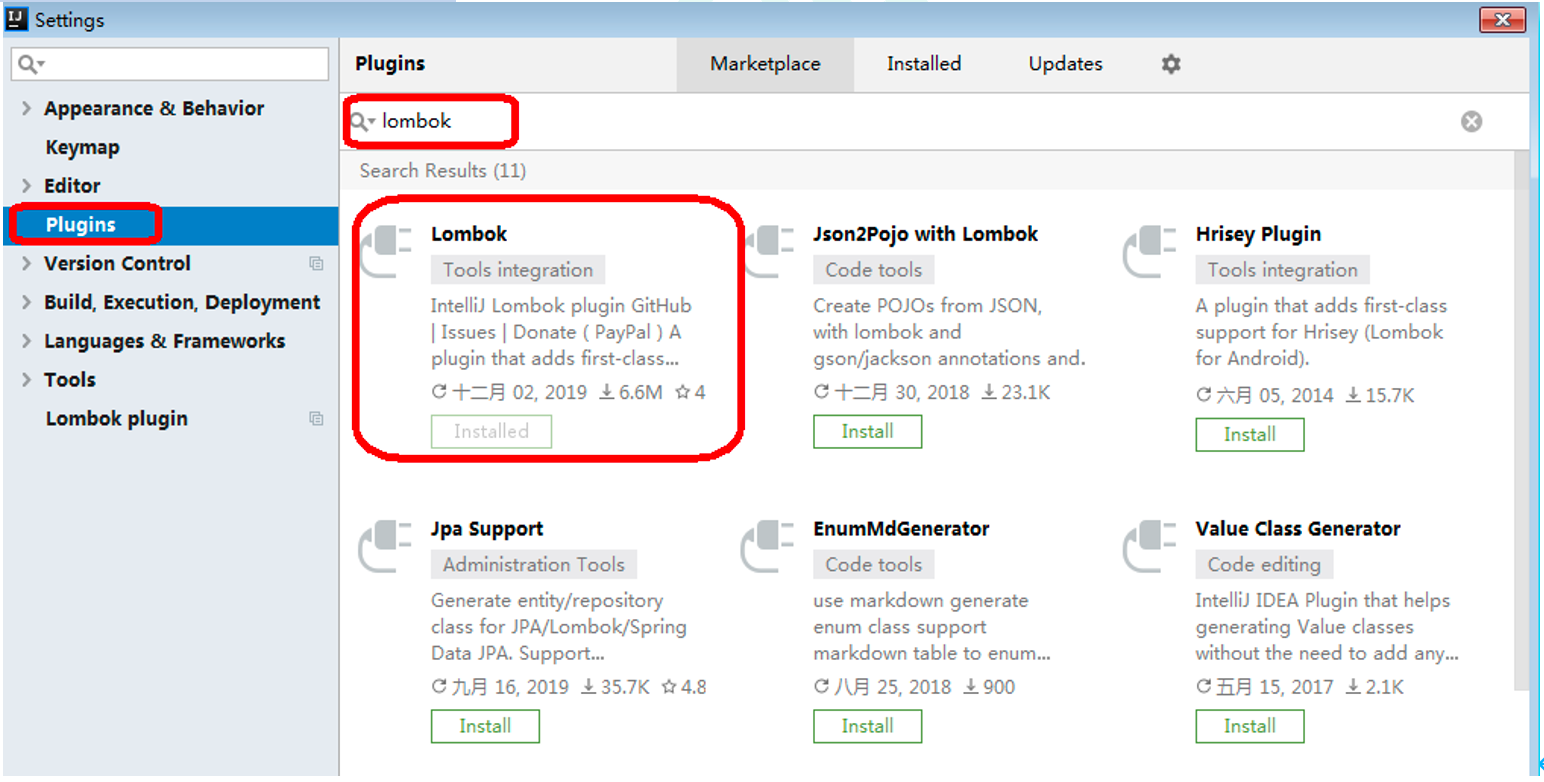 Settings
Plugins
Marketplace
Installed
Updates
Appearance & Behavior
Keymap
Editor
Plugins
Version Control
Build, Execution, Deployment
Languages & Frameworks
Tools
Lombok plugin
lombok
Search Results (11)
Lombok
Tools integration
IntelliJ Lombok plugin GitHub
| Issues | Donate ( PayPal ) A
plugin that adds first-class...
十二月 02, 2019 6.6M 4
Installed
Json2Pojo with Lombok
Code tools
Create POJOs from JSON,
with lombok and
gson/jackson annotations and.
十二月 30, 2018 23.1K
Install
Hrisey Plugin
Tools integration
A plugin that adds first-class
support for Hrisey (Lombok
for Android).
六月 05, 2014 15.7K
Install
Jpa Support
Administration Tools
Generate entity/repository
class for JPA/Lombok/Spring
Data JPA. Support...
九月 16, 2019 35.7K 4.8
Install
EnumMdGenerator
Code tools
use markdown generate
enum class support
markdown table to enum...
八月 25, 2018 900
Install
Value Class Generator
Code editing
IntelliJ IDEA Plugin that helps
generating Value classes
without the need to add any...
五月 15, 2017 2.1K
Install